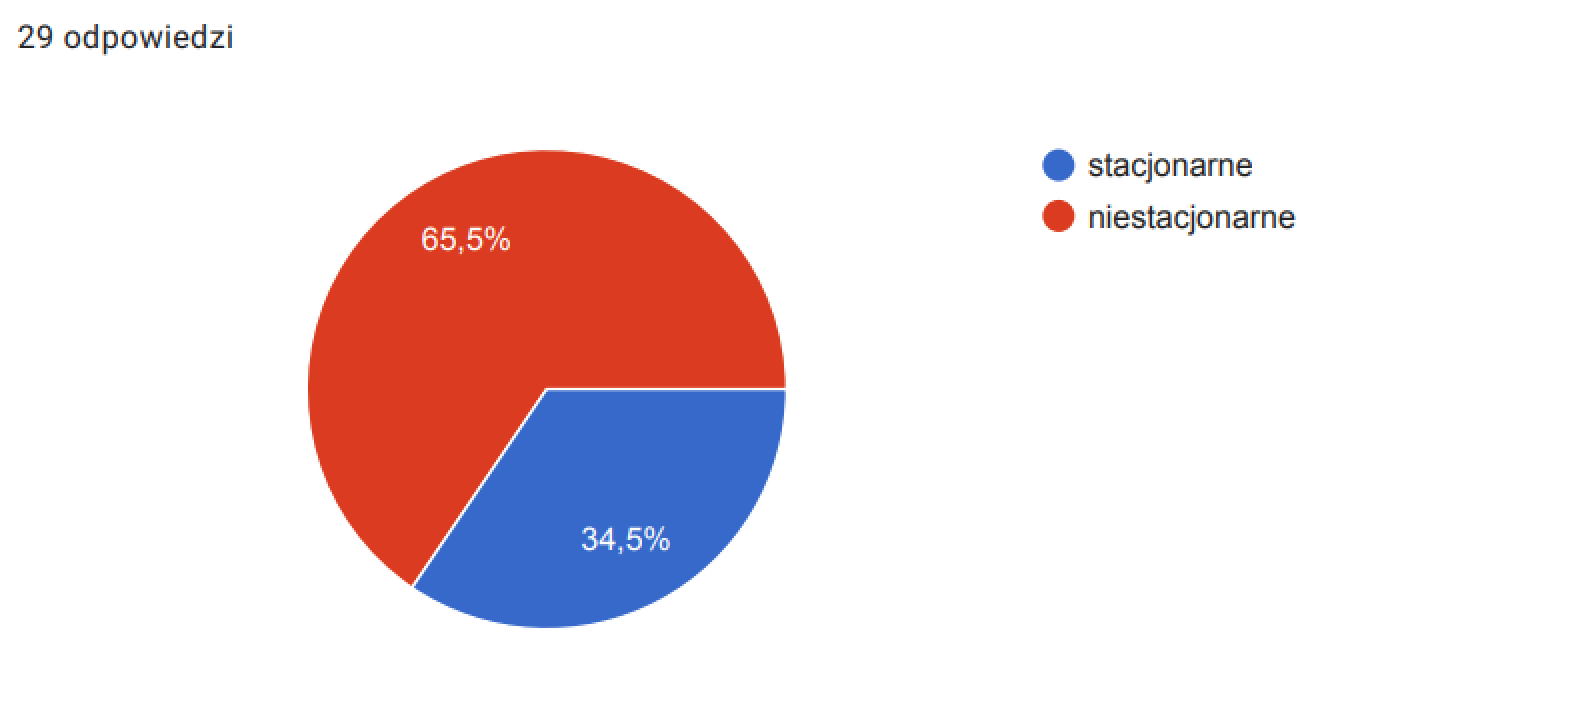 29 odpowiedzi
stacjonarne
niestacjonarne
65,5%
34,5%